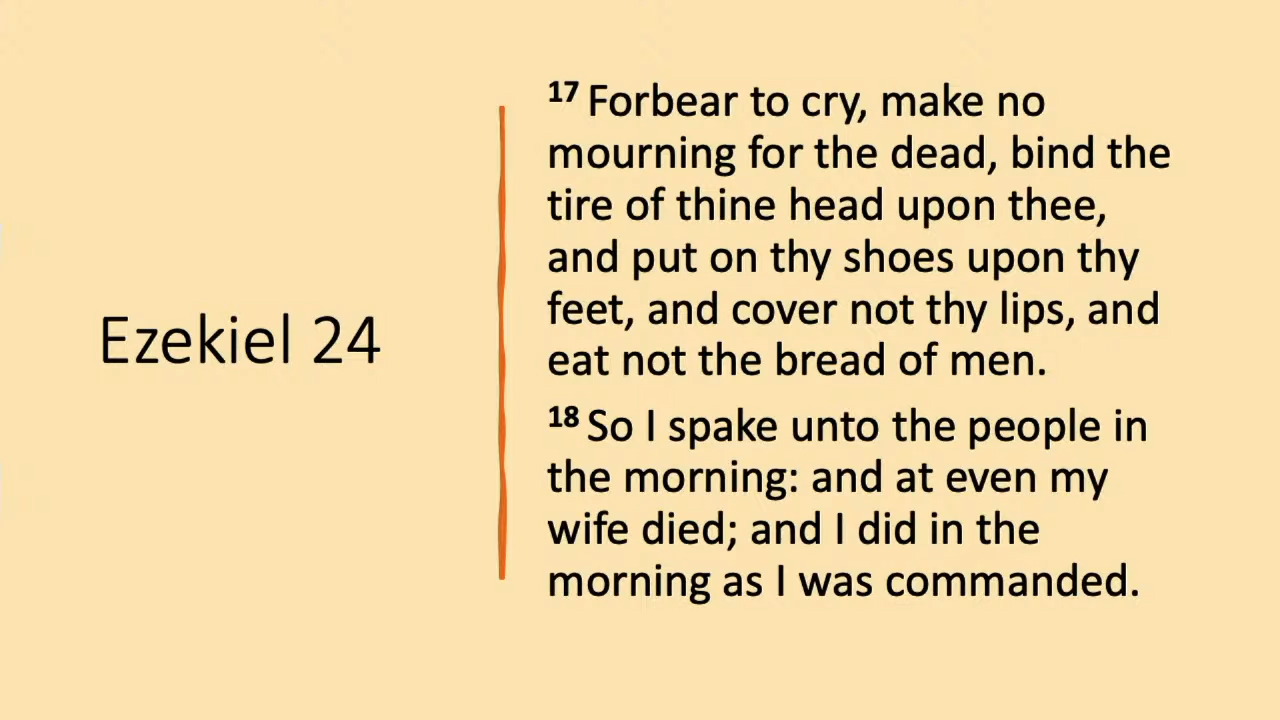 Ezekiel 24
17 Forbear to cry, make no
mourning for the dead, bind the
tire of thine head upon thee,
and put on thy shoes upon thy
feet, and cover not thy lips, and
eat not the bread of men.
18 So I spake unto the people in
the morning: and at even my
wife died; and I did in the
morning as I was commanded.